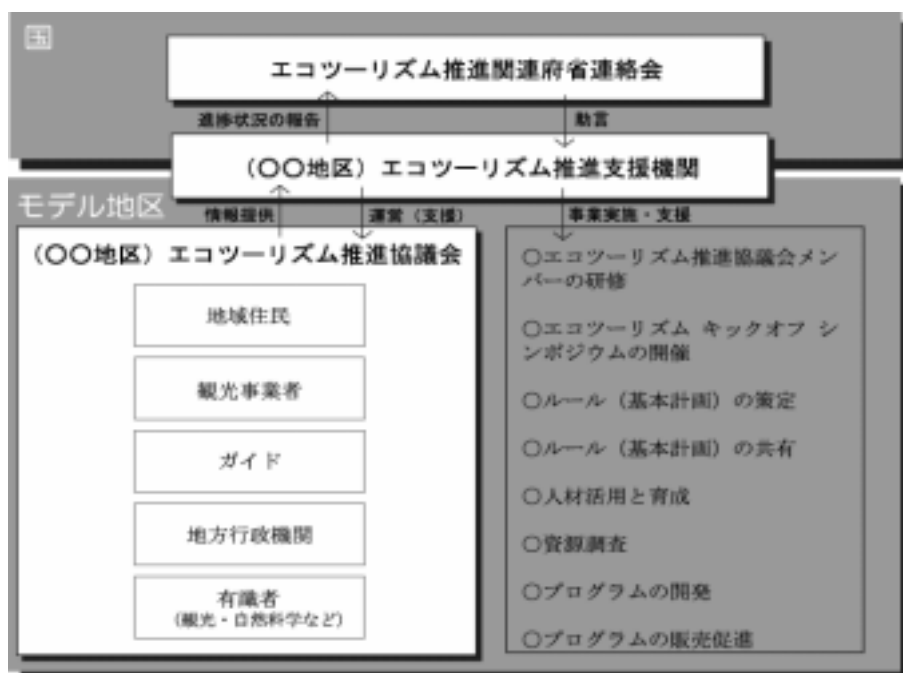 国
エコツーリズム推進関連府省連絡会
進捗状況の報告
助言
(〇〇地区)エコツーリズム推進支援機関
モデル地区
情報提供
運営(支援)
事業実施・支援
(〇〇地区)エコツーリズム推進協議会
地域住民
観光事業者
ガイド
地方行政機関
有識者
(観光・自然科学など)
〇エコツーリズム推進協議会メン
バーの研修
〇エコツーリズム キックオフ シ
ンポジウムの開催
〇ルール(基本計画)の策定
〇ルール(基本計画)の共有
〇人材活用と育成
〇資源調査
〇プログラムの開発
〇プログラムの販売促進